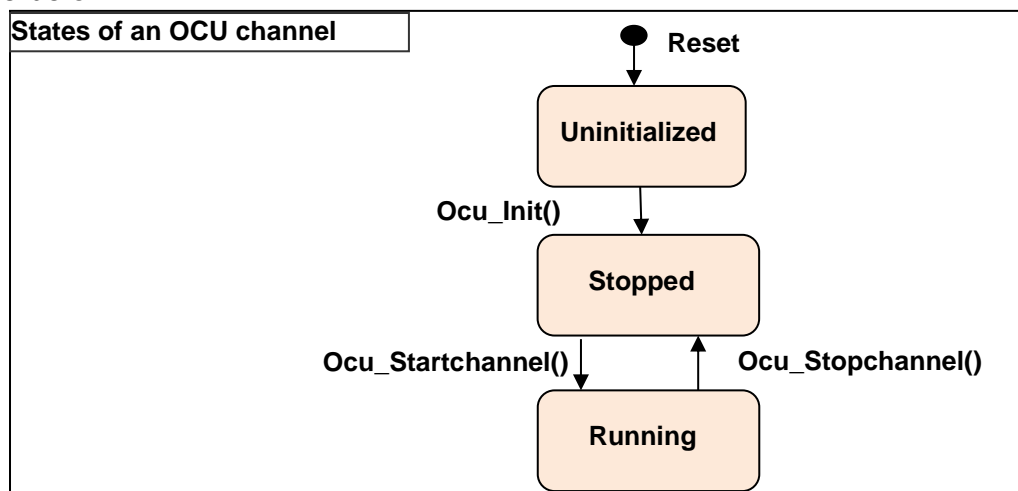 States of an OCU channel
Reset
Uninitialized
Ocu_Init()
Stopped
Ocu_Startchannel()
Ocu_Stopchannel()
Running